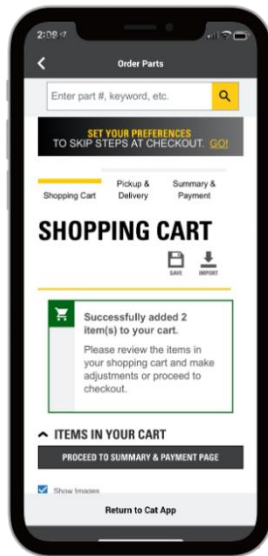 2:09
Order Parts
Enter part #, keyword, etc.
SET YOUR PREFERENCES
TO SKIP STEPS AT CHECKOUT. GO!
Shopping Cart
Pickup &
Delivery
Summary &
Payment
SHOPPING CART
SAVE
IMPORT
Successfully added 2
item(s) to your cart.
Please review the items in
your shopping cart and make
adjustments or proceed to
checkout.
ITEMS IN YOUR CART
PROCEED TO SUMMARY & PAYMENT PAGE
Show Images
Return to Cat App